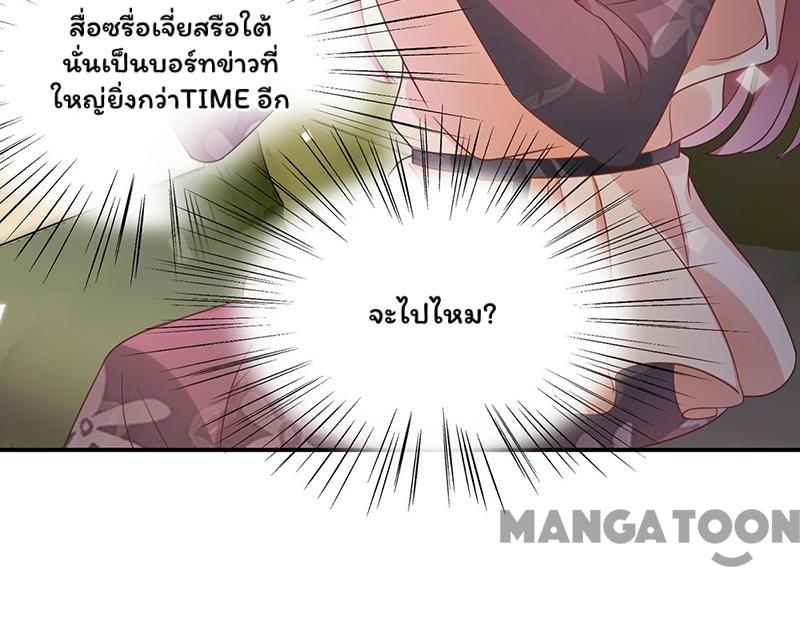 สื่อซรื่อเจี่ยสรือใต้
นั่นเป็นบอร์ทข่าวที่
ใหญ่ยิ่งกว่าTIME อีก
จะไปไหม?
MANGATOON